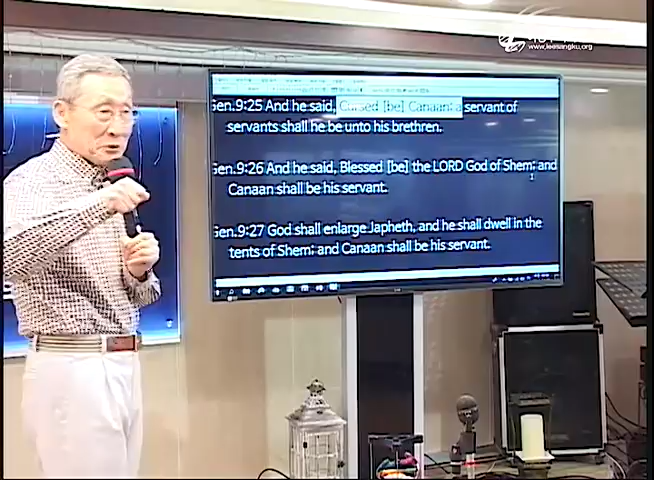 www.leesangku.org
Gen.9:25 And he said, Cursed [be] Canaan; a servant of
servants shall he be unto his brethren.
Gen.9:26 And he said, Blessed [be] the LORD God of Shem; and
Canaan shall be his servant.
Gen.9:27 God shall enlarge Japheth, and he shall dwell in the
tents of Shem; and Canaan shall be his servant.